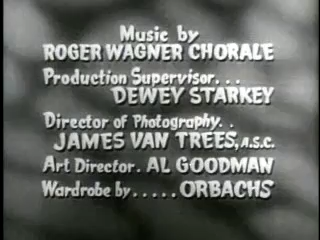 Music by
ROGER WAGNER CHORALE
Production Supervisor...
DEWEY STARKEY
Director of Photography..
JAMES VAN TREES, A.S.C.
Art Director. AL GOODMAN
Wardrobe by..... ORBACHS